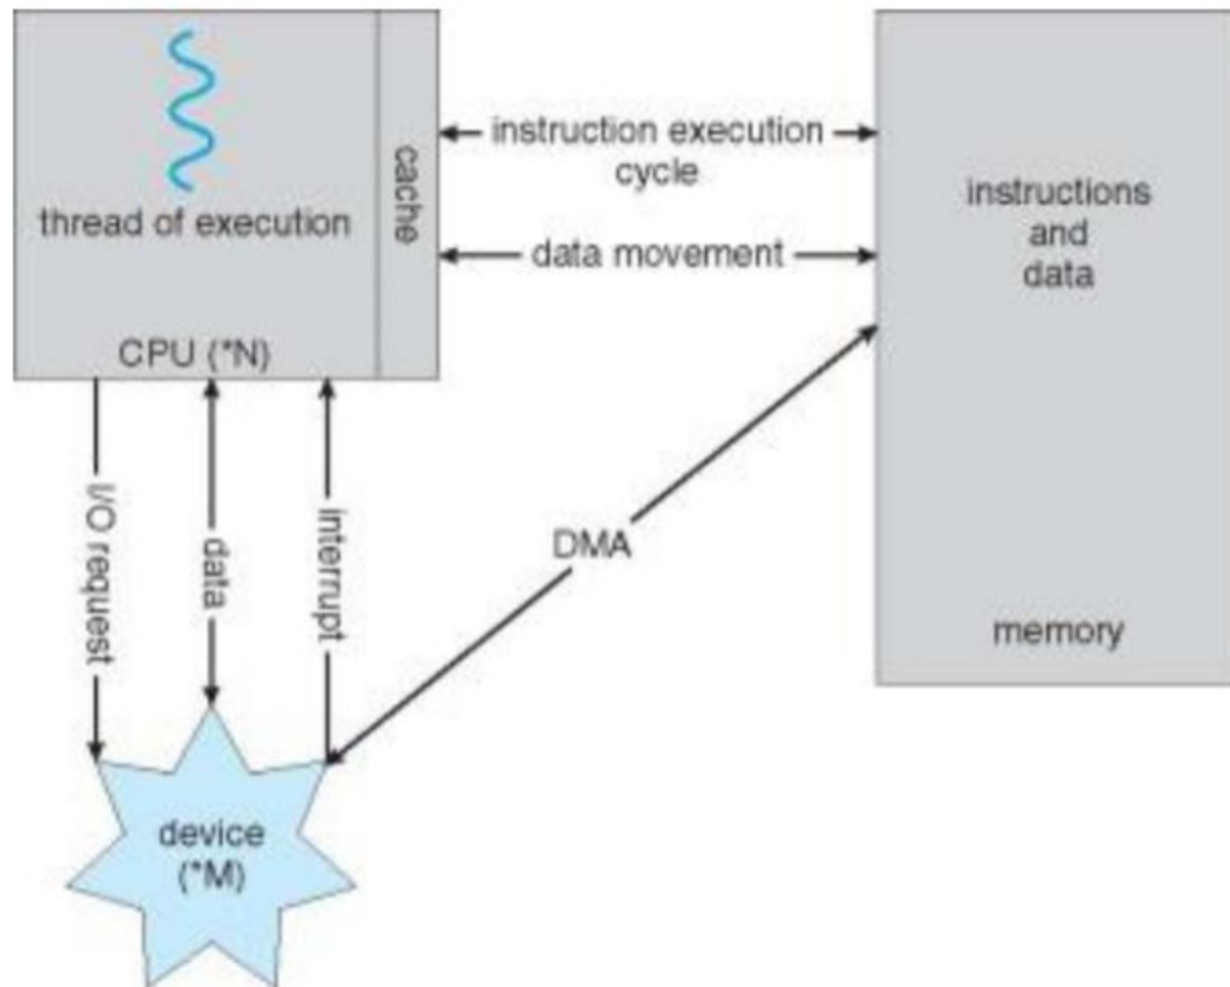 thread of execution
cache
CPU (*N)
instruction execution
cycle
data movement
instructions
and
data
memory
I/O request
data
interrupt
DMA
device
(*M)